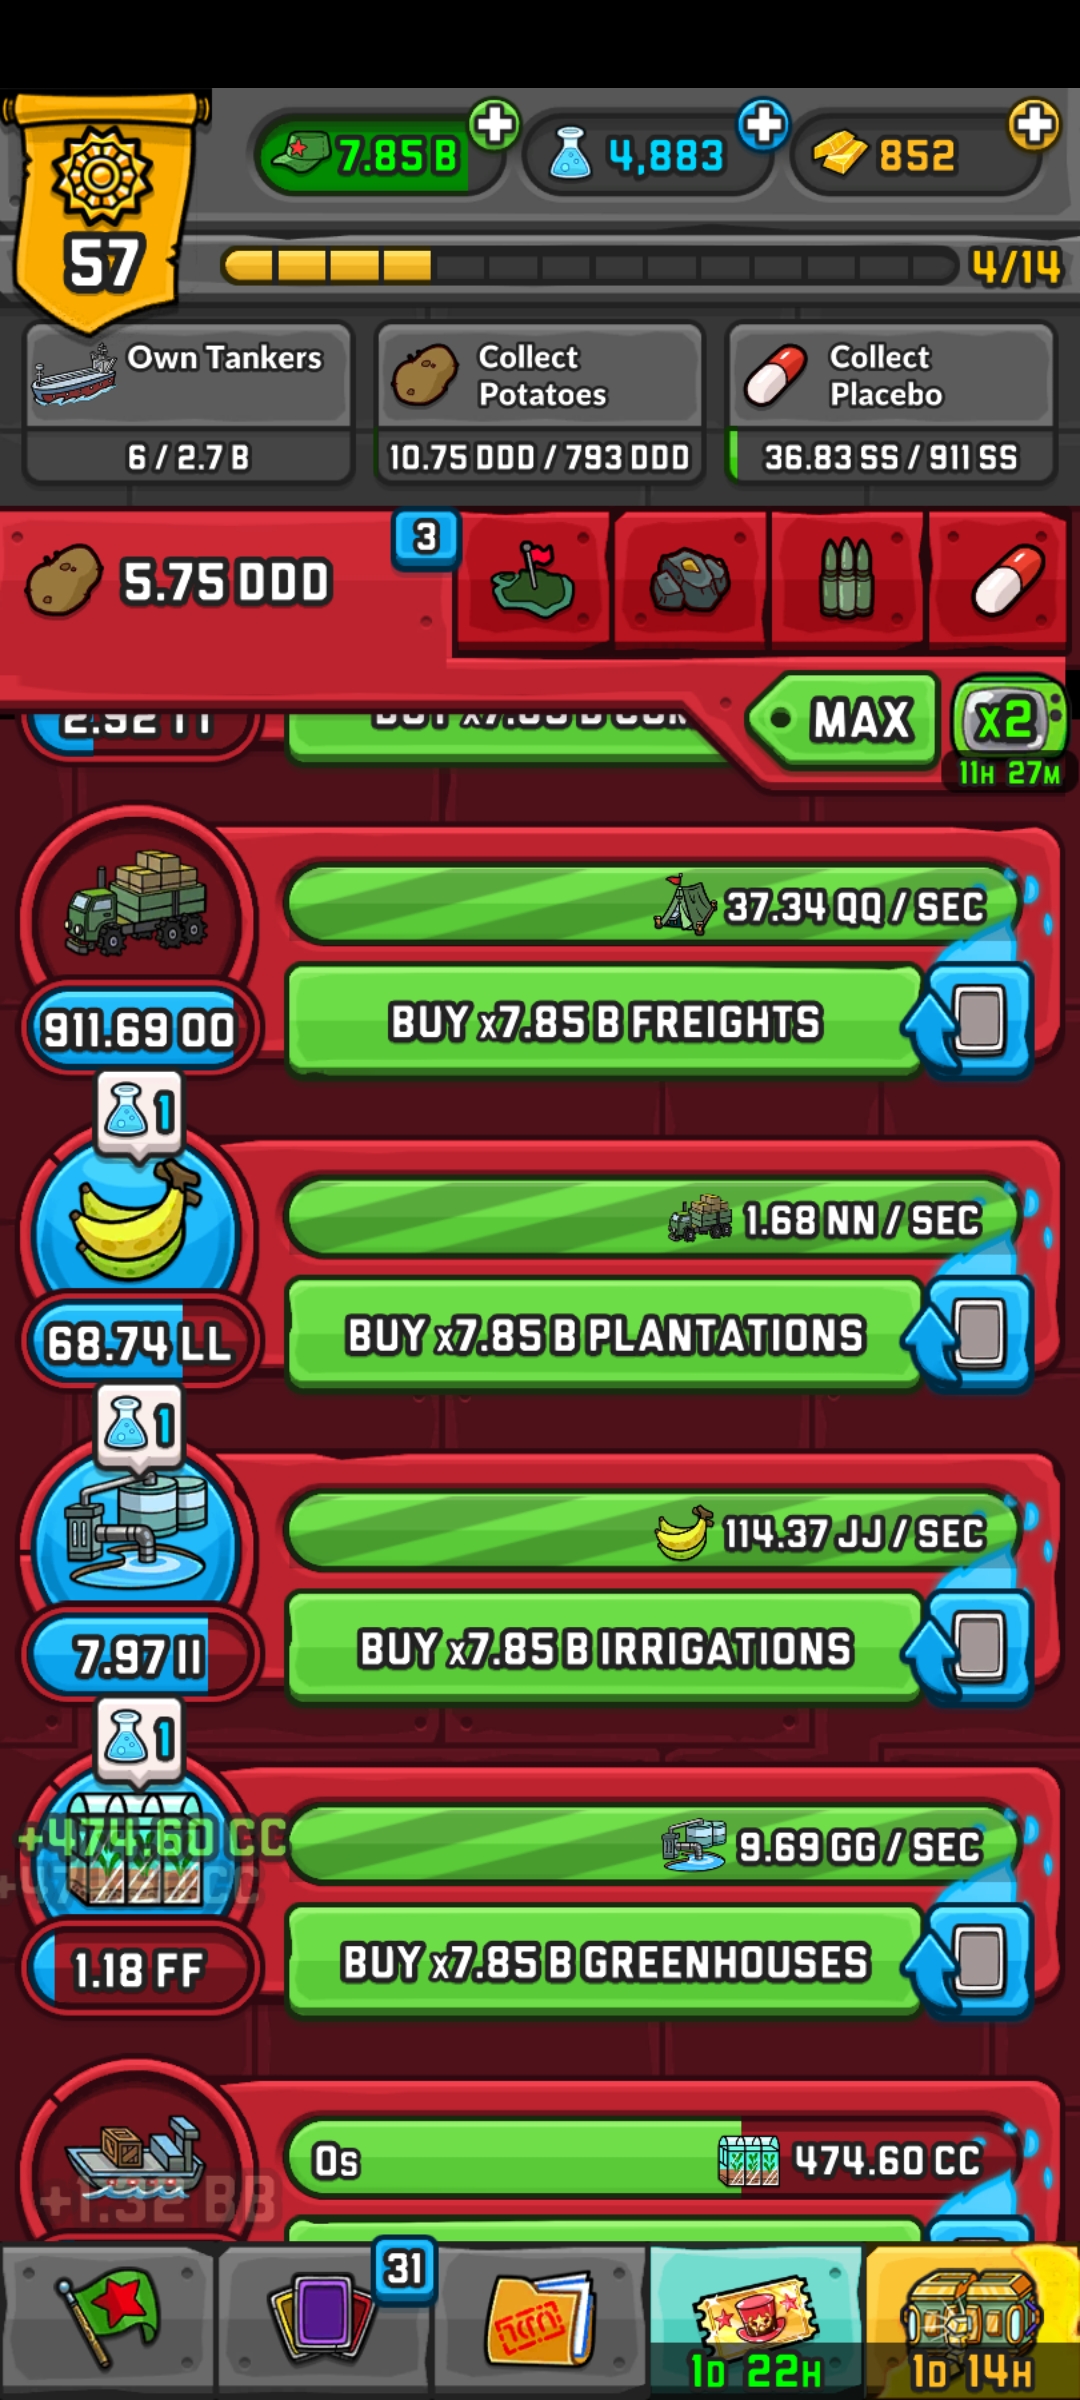 7.85 B
4,883
852
57
4/14
Own Tankers
6 / 2.7 B
Collect
Potatoes
10.75 DDD / 793 DDD
Collect
Placebo
36.83 SS / 911 SS
5.75 DDD
3
MAX
x2
11H 27M
37.34 QQ / SEC
911.69 OO
BUY x7.85 B FREIGHTS
1
1.68 NN / SEC
68.74 LL
BUY x7.85 B PLANTATIONS
1
114.37 JJ / SEC
7.97 II
BUY x7.85 B IRRIGATIONS
1
+474.60 CC
9.69 GG / SEC
1.18 FF
BUY x7.85 B GREENHOUSES
0s
474.60 CC
+1.32 BB
31
1D 22H
1D 14H